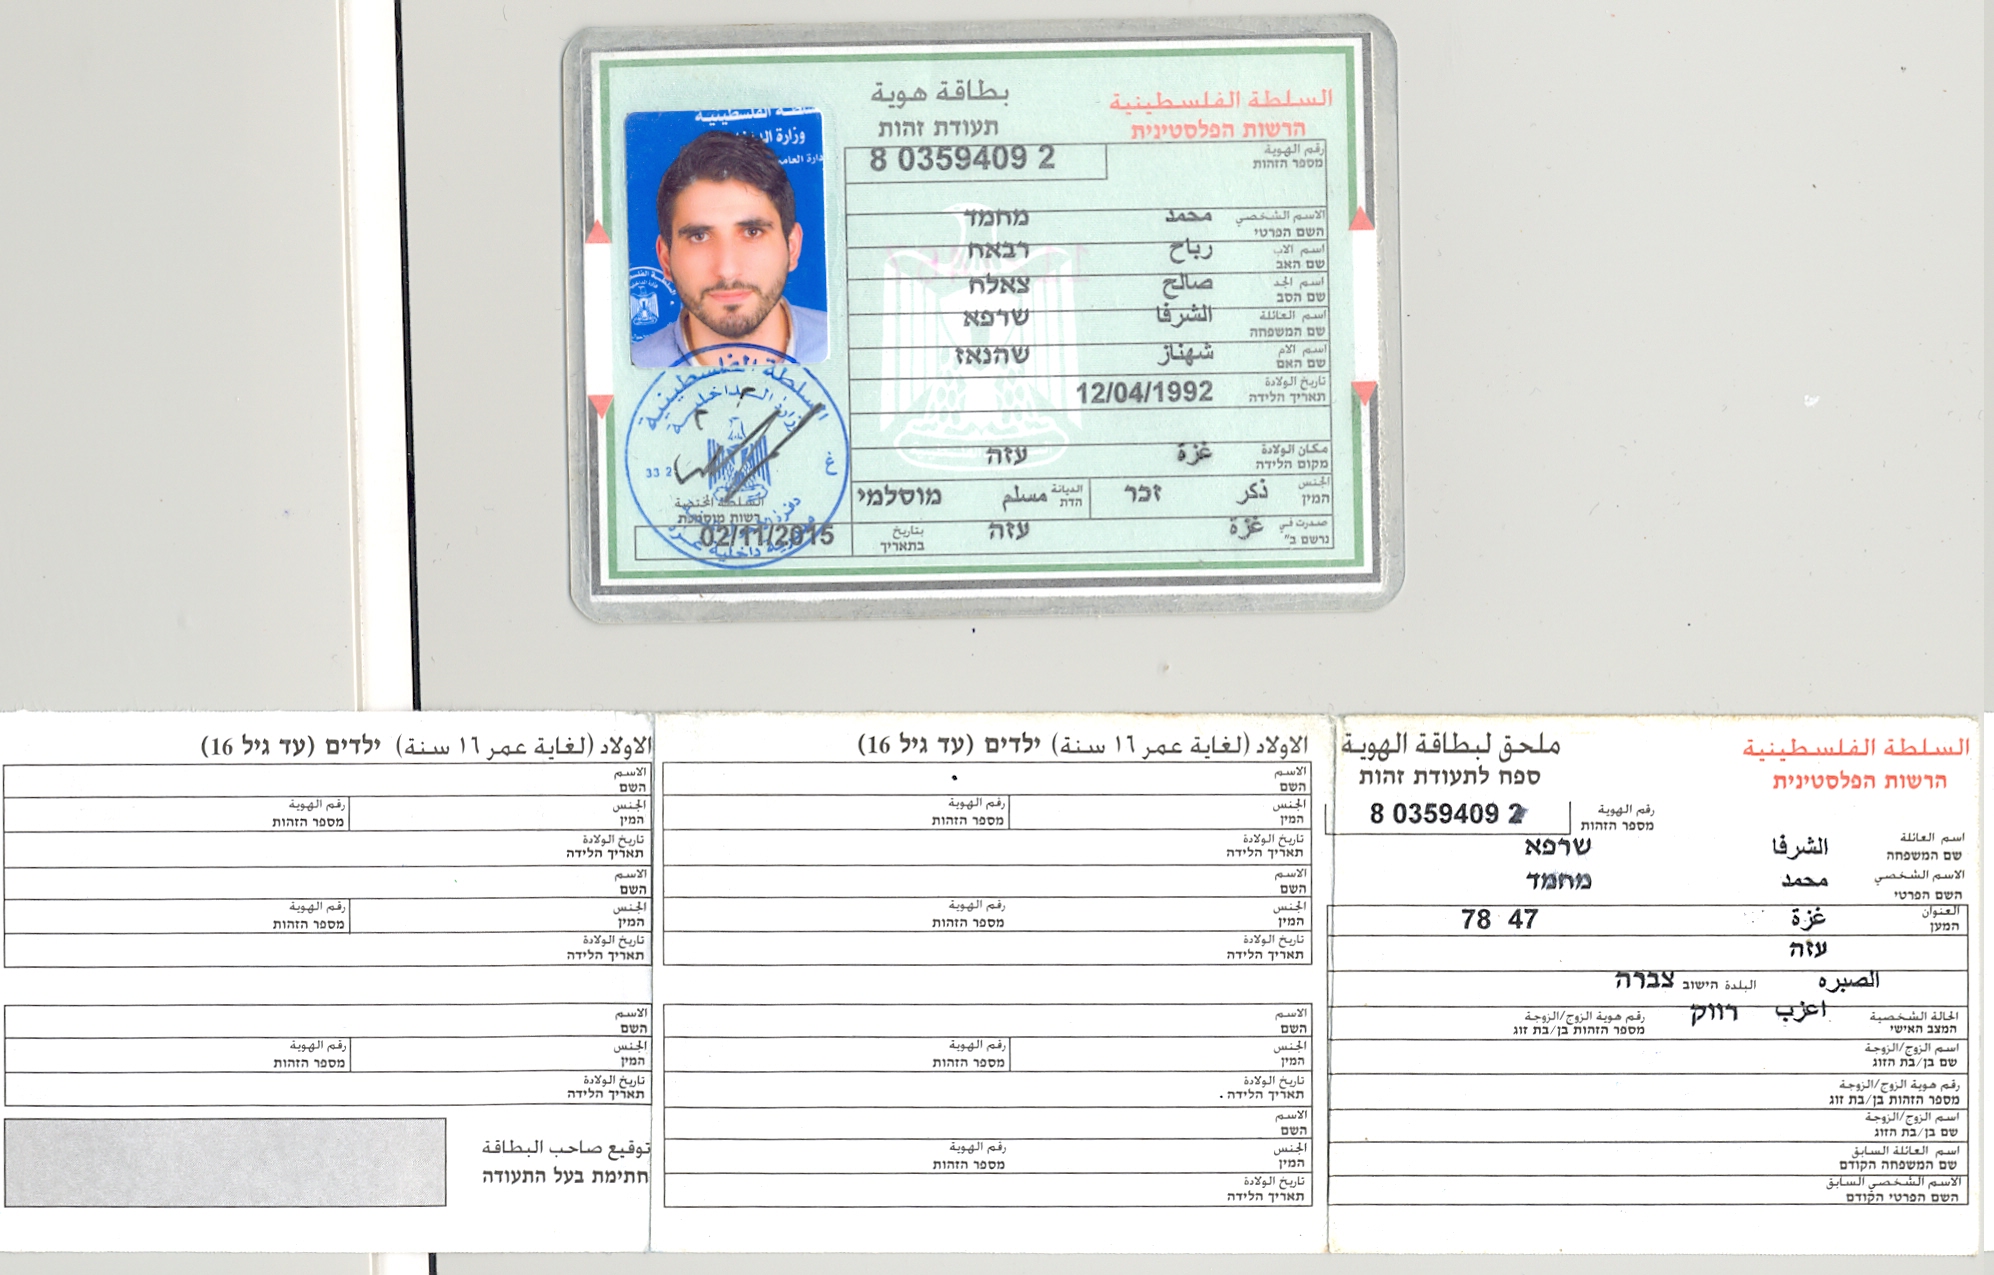 السلطة الفلسطينية
הרשות הפלסטינית
بطاقة هوية
תעודת זהות
رقم الهوية 8 0359409 2
מספר הזהות
الاسم الشخصي محمد מחמד
השם הפרטי
اسم الاب رباح רבאח
שם האב
اسم الجد صالح צאלח
שם הסב
اسم العائلة الشرفا שרפא
שם המשפחה
اسم الام شهناز שהנאז
שם האם
تاريخ الولادة 12/04/1992
תאריך הלידה
مكان الولادة غزة עזה
מקום הלידה
الجنس ذكر זכר الديانة مسلم מוסלמי
המין הדת
صدرت في غزة עזה بتاريخ 02/11/2015
נרשם ב" בתאריך
السلطة المختصة
רשות מוסמכת
السلطة الفلسطينية
وزارة الداخلية
غ
33 2
السلطة الفلسطينية
הרשות הפלסטינית
ملحق لبطاقة الهوية
ספח לתעודת זהות
رقم الهوية 8 0359409 2
מספר הזהות
اسم العائلة الشرفا שרפא
שם המשפחה
الاسم الشخصي محمد מחמד
השם הפרטי
العنوان غزة 78 47
המען
עזה
الصبره البلدة הישוב צברה
الحالة الشخصية اعزب רווק رقم هوية الزوج/الزوجة
המצב האישי מספר הזהות בן/בת זוג
اسم الزوج/الزوجة
שם בן/בת הזוג
رقم هوية الزوج/الزوجة
מספר הזהות בן/בת זוג
اسم الزوج/الزوجة
שם בן/בת הזוג
اسم العائلة السابق
שם המשפחה הקודם
الاسم الشخصي السابق
השם הפרטי הקודם
الاولاد (لغاية عمر ١٦ سنة) ילדים (עד גיל 16)
الاسم
השם
الجنس رقم الهوية
המין מספר הזהות
تاريخ الولادة
תאריך הלידה
الاسم
השם
الجنس رقم الهوية
המין מספר הזהות
تاريخ الولادة
תאריך הלידה
الاسم
השם
الجنس رقم الهوية
המין מספר הזהות
تاريخ الولادة
תאריך הלידה
الاسم
השם
الجنس رقم الهوية
המין מספר הזהות
تاريخ الولادة
תאריך הלידה
الاولاد (لغاية عمر ١٦ سنة) ילדים (עד גיל 16)
الاسم
השם
الجنس رقم الهوية
המין מספר הזהות
تاريخ الولادة
תאריך הלידה
الاسم
השם
الجنس رقم الهوية
המין מספר הזהות
تاريخ الولادة
תאריך הלידה
الاسم
השם
الجنس رقم الهوية
המין מספר הזהות
تاريخ الولادة
תאריך הלידה
توقيع صاحب البطاقة
חתימת בעל התעודה